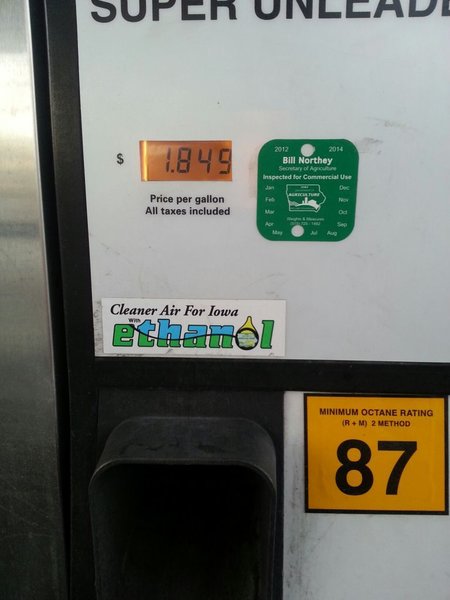 SUPER UNLEADE
$ 1.849
Price per gallon
All taxes included
2012 2014
Bill Northey
Secretary of Agriculture
Inspected for Commercial Use
Jan Dec
Feb Nov
AGRICULTURE
Mar Oct
Weights & Measures
Apr Sep
May Jul Aug
Cleaner Air For Iowa
With
ethanol
MINIMUM OCTANE RATING
(R + M) 2 METHOD
87